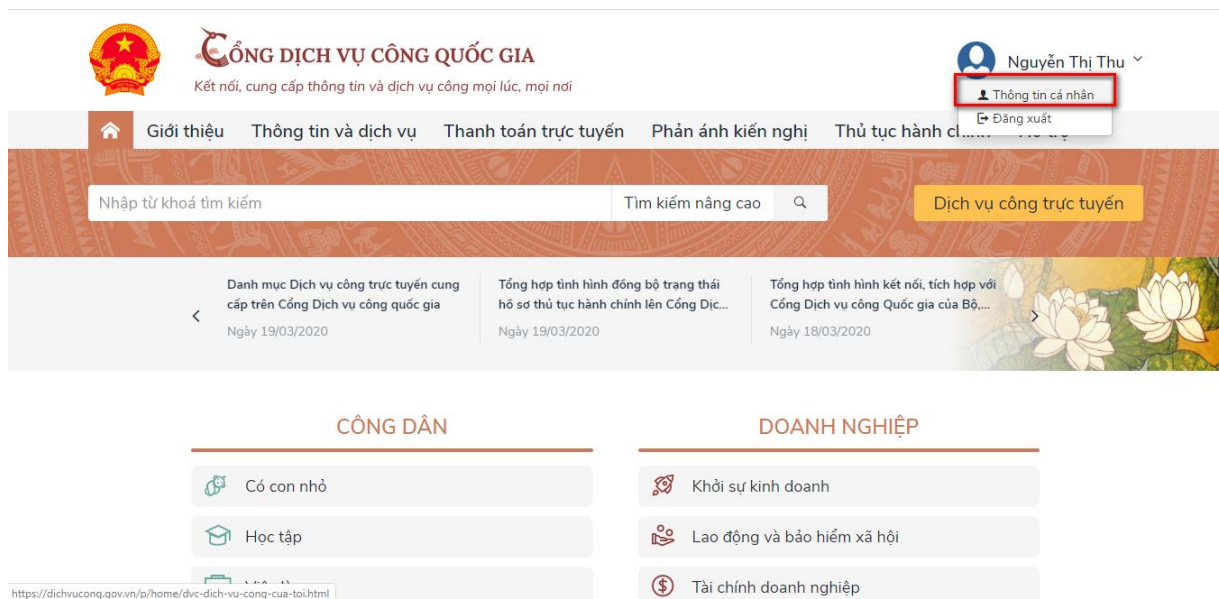 CỔNG DỊCH VỤ CÔNG QUỐC GIA
Kết nối, cung cấp thông tin và dịch vụ công mọi lúc, mọi nơi
Nguyễn Thị Thu
Thông tin cá nhân
Đăng xuất
Giới thiệu Thông tin và dịch vụ Thanh toán trực tuyến Phản ánh kiến nghị Thủ tục hành
Nhập từ khoá tìm kiếm Tìm kiếm nâng cao Dịch vụ công trực tuyến
Danh mục Dịch vụ công trực tuyến cung
cấp trên Cổng Dịch vụ công quốc gia
Ngày 19/03/2020
Tổng hợp tình hình đồng bộ trạng thái
hồ sơ thủ tục hành chính lên Cổng Dịc...
Ngày 19/03/2020
Tổng hợp tình hình kết nối, tích hợp với
Cổng Dịch vụ công Quốc gia của Bộ,...
Ngày 18/03/2020
CÔNG DÂN
Có con nhỏ
Học tập
DOANH NGHIỆP
Khởi sự kinh doanh
Lao động và bảo hiểm xã hội
Tài chính doanh nghiệp
https://dichvucong.gov.vn/p/home/dvc-dich-vu-cong-cua-toi.html